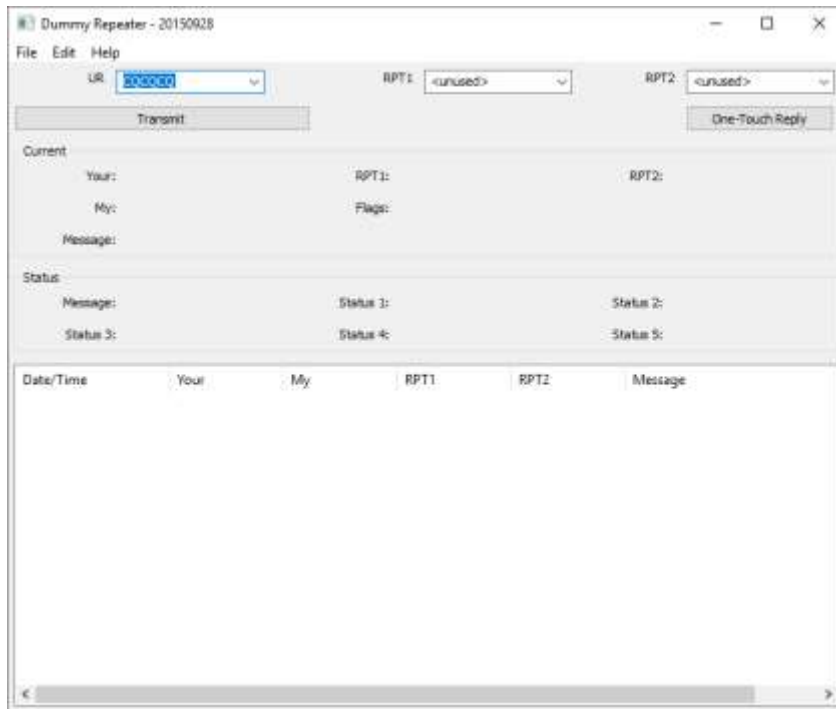 Dummy Repeater - 20150928
File Edit Help
UR CQCQCQ RPT1 <unused> RPT2 <unused>
Transmit One-Touch Reply
Current
Your: RPT1: RPT2:
My: Flags:
Message:
Status
Message: Status 1: Status 2:
Status 3: Status 4: Status 5:
Date/Time Your My RPT1 RPT2 Message